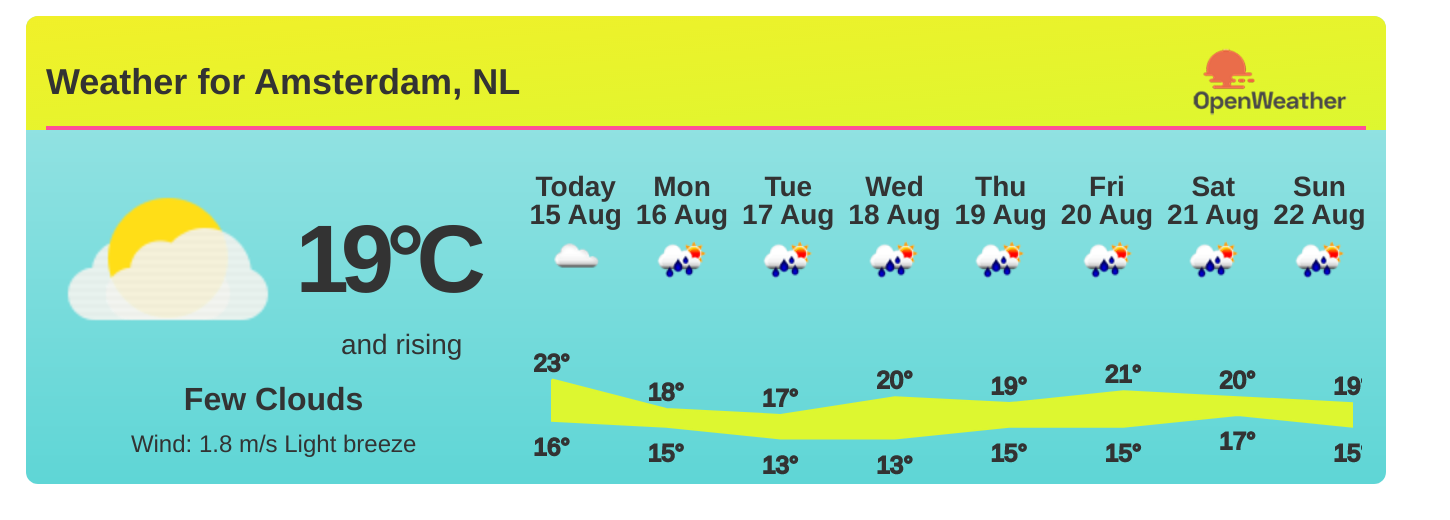 Weather for Amsterdam, NL
OpenWeather
19°C
and rising
Few Clouds
Wind: 1.8 m/s Light breeze
Today Mon Tue Wed Thu Fri Sat Sun
15 Aug 16 Aug 17 Aug 18 Aug 19 Aug 20 Aug 21 Aug 22 Aug
23° 18° 17° 20° 19° 21° 20° 19°
16° 15° 13° 13° 15° 15° 17° 15°